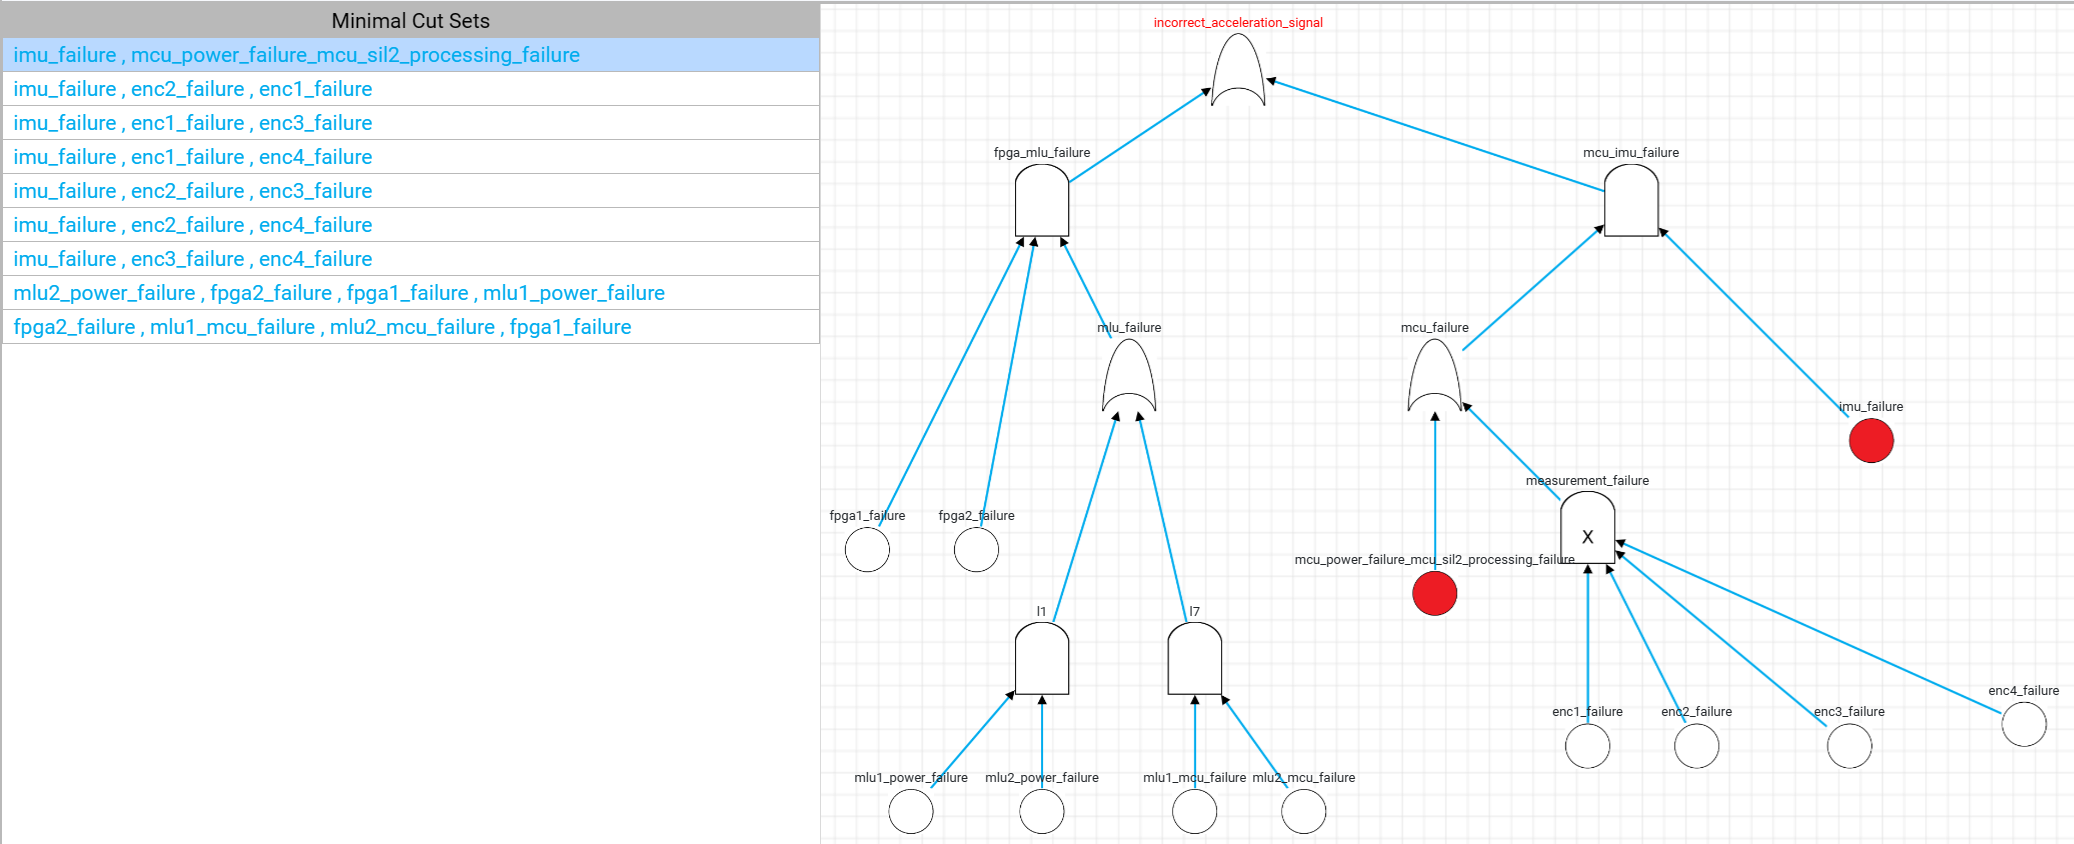 Minimal Cut Sets
imu_failure , mcu_power_failure_mcu_sil2_processing_failure
imu_failure , enc2_failure , enc1_failure
imu_failure , enc1_failure , enc3_failure
imu_failure , enc1_failure , enc4_failure
imu_failure , enc2_failure , enc3_failure
imu_failure , enc2_failure , enc4_failure
imu_failure , enc3_failure , enc4_failure
mlu2_power_failure , fpga2_failure , fpga1_failure , mlu1_power_failure
fpga2_failure , mlu1_mcu_failure , mlu2_mcu_failure , fpga1_failure
incorrect_acceleration_signal
fpga_mlu_failure
mcu_imu_failure
mlu_failure
mcu_failure
imu_failure
measurement_failure
X
fpga1_failure
fpga2_failure
mcu_power_failure_mcu_sil2_processing_failure
l1
l7
enc1_failure
enc2_failure
enc3_failure
enc4_failure
mlu1_power_failure
mlu2_power_failure
mlu1_mcu_failure
mlu2_mcu_failure